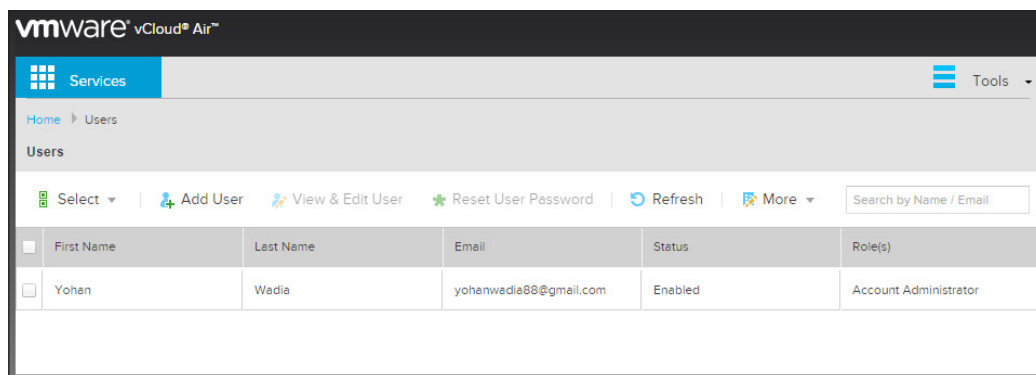 vmware® vCloud® Air™
Services Tools
Home Users
Users
Select Add User View & Edit User Reset User Password Refresh More Search by Name / Email
First Name Last Name Email Status Role(s)
Yohan Wadia yohanwadia88@gmail.com Enabled Account Administrator